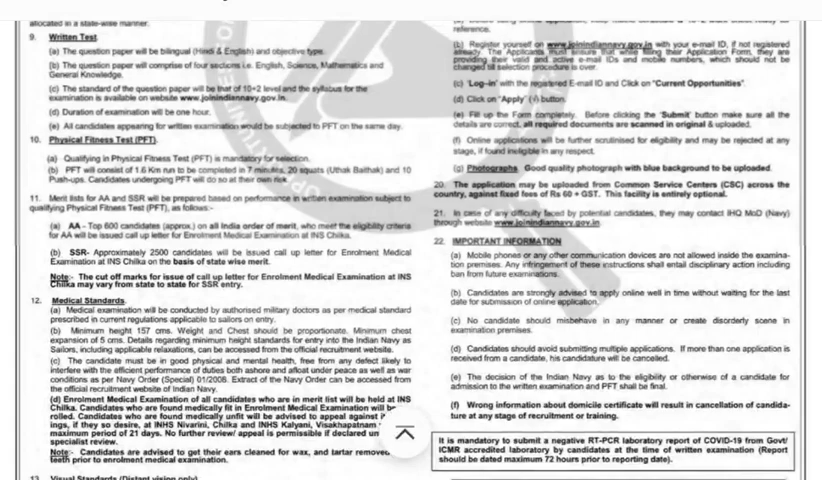 allocated in a state-wise manner.
9. Written Test.
(a) The question paper will be bilingual (Hindi & English) and objective type.
(b) The question paper will comprise of four sections i.e. English, Science, Mathematics and
General Knowledge.
(c) The standard of the question paper will be that of 10+2 level and the syllabus for the
examination is available on website www.joinindiannavy.gov.in.
(d) Duration of examination will be one hour.
(e) All candidates appearing for written examination would be subjected to PFT on the same day.
10. Physical Fitness Test (PFT).
(a) Qualifying in Physical Fitness Test (PFT) is mandatory for selection.
(b) PFT will consist of 1.6 Km run to be completed in 7 minutes, 20 squats (Uthak Baithak) and 10
Push-ups. Candidates undergoing PFT will do so at their own risk.
11. Merit lists for AA and SSR will be prepared based on performance in written examination subject to
qualifying Physical Fitness Test (PFT), as follows:-
(a) AA - Top 600 candidates (approx.) on all India order of merit, who meet the eligibility criteria
for AA will be issued call up letter for Enrolment Medical Examination at INS Chilka.
(b) SSR- Approximately 2500 candidates will be issued call up letter for Enrolment Medical
Examination at INS Chilka on the basis of state wise merit.
Note:- The cut off marks for issue of call up letter for Enrolment Medical Examination at INS
Chilka may vary from state to state for SSR entry.
12. Medical Standards.
(a) Medical examination will be conducted by authorised military doctors as per medical standard
prescribed in current regulations applicable to sailors on entry.
(b) Minimum height 157 cms. Weight and Chest should be proportionate. Minimum chest
expansion of 5 cms. Details regarding minimum height standards for entry into the Indian Navy as
Sailors, including applicable relaxations, can be accessed from the official recruitment website.
(c) The candidate must be in good physical and mental health, free from any defect likely to
interfere with the efficient performance of duties both ashore and afloat under peace as well as war
conditions as per Navy Order (Special) 01/2008. Extract of the Navy Order can be accessed from
the official recruitment website of Indian Navy.
(d) Enrolment Medical Examination of all candidates who are in merit list will be held at INS
Chilka. Candidates who are found medically fit in Enrolment Medical Examination will be
rolled. Candidates who are found medically unfit will be advised to appeal against
ings, if they so desire, at INHS Nivarini, Chilka and INHS Kalyani, Visakhapatnam
maximum period of 21 days. No further review/ appeal is permissible if declared un
specialist review.
Note:- Candidates are advised to get their ears cleaned for wax, and tartar removed
teeth prior to enrolment medical examination.
13. Visual Standards (Distant vision only)
reference.
(b) Register yourself on www.joinindiannavy.gov.in with your e-mail ID, if not registered
already. The Applicants must ensure that while filling their Application Form, they are
providing their valid and active e-mail IDs and mobile numbers, which should not be
changed till selection procedure is over.
(c) 'Log-in' with the registered E-mail ID and Click on "Current Opportunities".
(d) Click on "Apply" (√) button.
(e) Fill up the Form completely. Before clicking the 'Submit' button make sure all the
details are correct, all required documents are scanned in original & uploaded.
(f) Online applications will be further scrutinised for eligibility and may be rejected at any
stage, if found ineligible in any respect.
(g) Photographs. Good quality photograph with blue background to be uploaded.
20. The application may be uploaded from Common Service Centers (CSC) across the
country, against fixed fees of Rs 60 + GST. This facility is entirely optional.
21. In case of any difficulty faced by potential candidates, they may contact IHQ MoD (Navy)
through website www.joinindiannavy.gov.in.
22. IMPORTANT INFORMATION
(a) Mobile phones or any other communication devices are not allowed inside the examina-
tion premises. Any infringement of these instructions shall entail disciplinary action including
ban from future examinations.
(b) Candidates are strongly advised to apply online well in time without waiting for the last
date for submission of online application.
(c) No candidate should misbehave in any manner or create disorderly scene in
examination premises.
(d) Candidates should avoid submitting multiple applications. If more than one application is
received from a candidate, his candidature will be cancelled.
(e) The decision of the Indian Navy as to the eligibility or otherwise of a candidate for
admission to the written examination and PFT shall be final.
(f) Wrong information about domicile certificate will result in cancellation of candida-
ture at any stage of recruitment or training.
It is mandatory to submit a negative RT-PCR laboratory report of COVID-19 from Govt/
ICMR accredited laboratory by candidates at the time of written examination (Report
should be dated maximum 72 hours prior to reporting date).